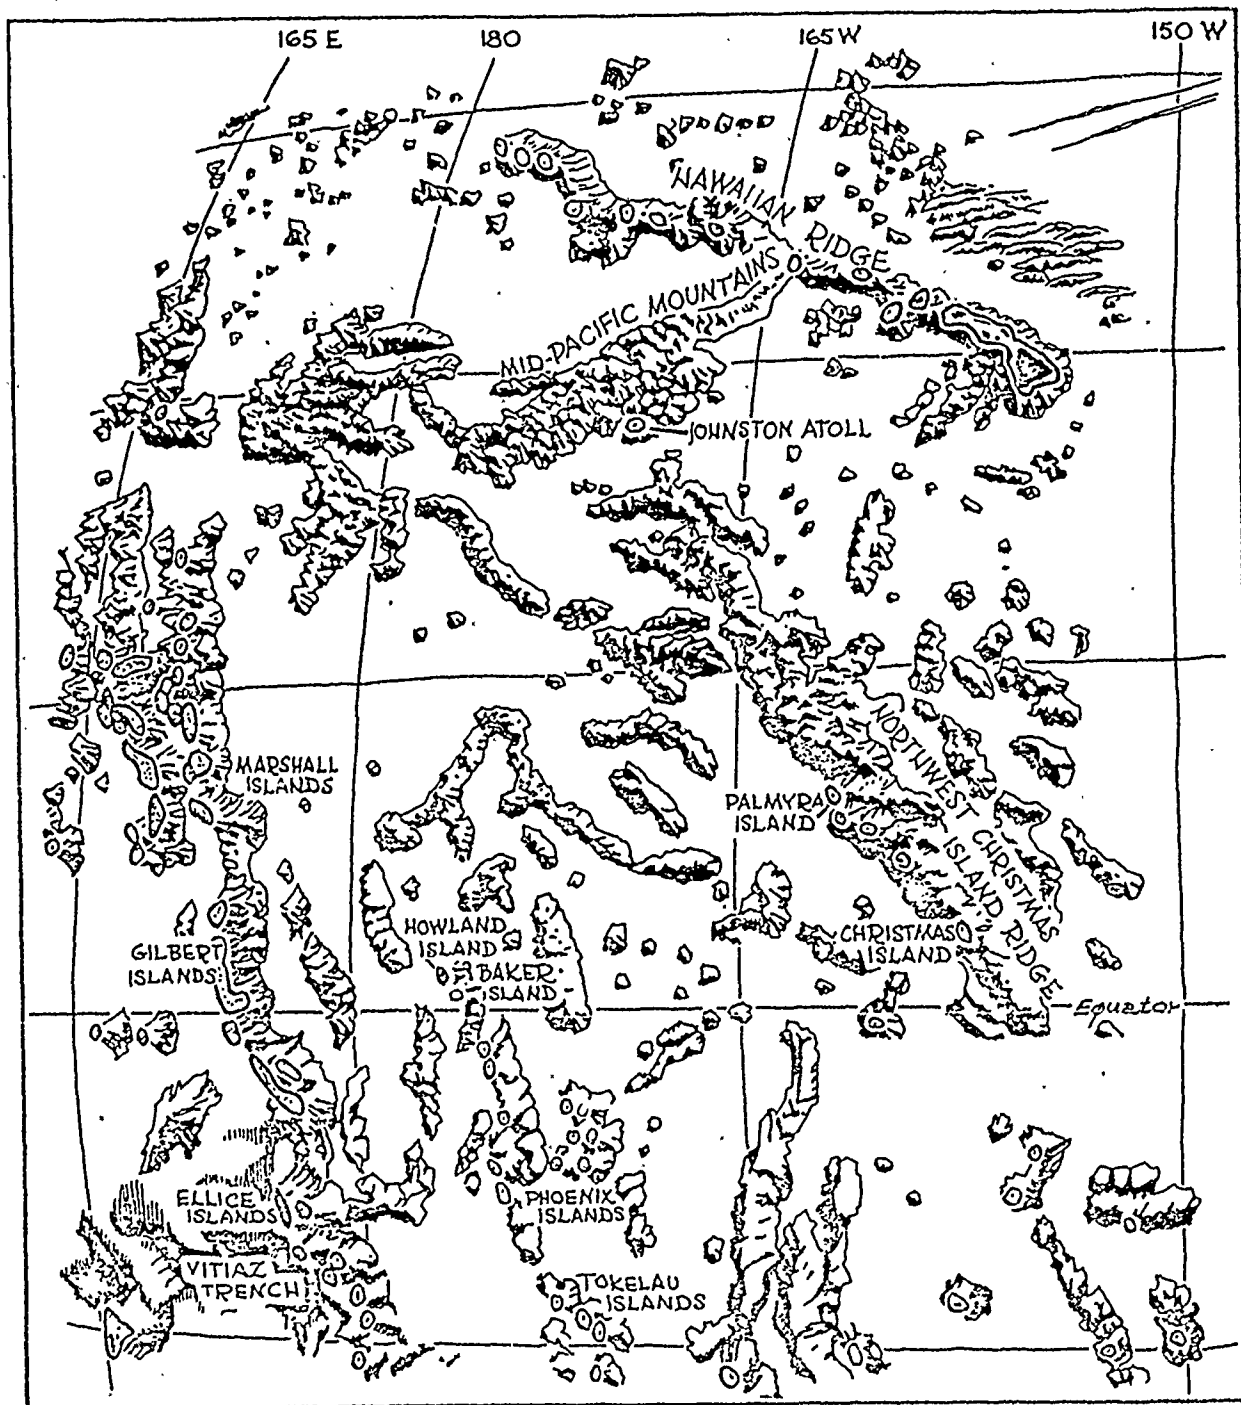 165 E 180 165 W 150 W
HAWAIIAN RIDGE
MID-PACIFIC MOUNTAINS
JOHNSTON ATOLL
MARSHALL
ISLANDS
NORTHWEST CHRISTMAS
ISLAND RIDGE
PALMYRA
ISLAND
HOWLAND
ISLAND
GILBERT
ISLANDS
BAKER
ISLAND
CHRISTMAS
ISLAND
Equator
ELLICE
ISLANDS
PHOENIX
ISLANDS
VITIAZ
TRENCH
TOKELAU
ISLANDS